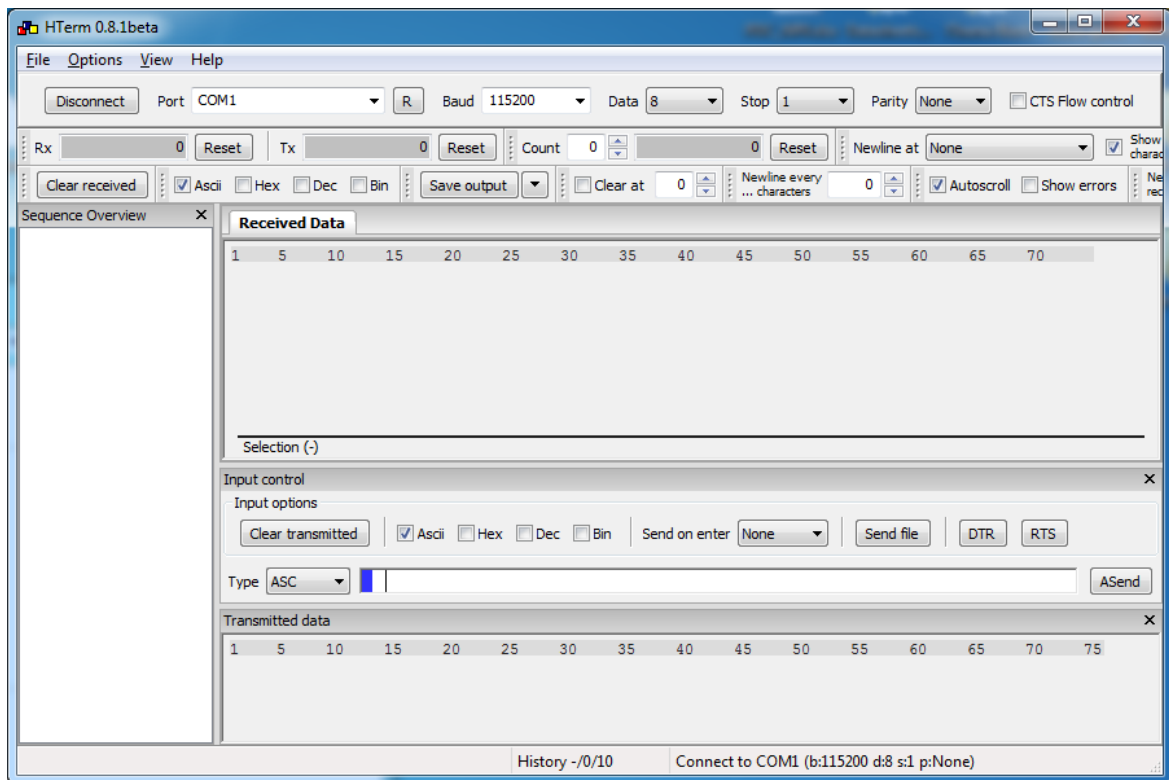 HTerm 0.8.1beta
File Options View Help
Disconnect Port COM1 R Baud 115200 Data 8 Stop 1 Parity None CTS Flow control
Rx 0 Reset Tx 0 Reset Count 0 0 Reset Newline at None Show
charac
Clear received Ascii Hex Dec Bin Save output Clear at 0 Newline every
... characters 0 Autoscroll Show errors Ne
rec
Sequence Overview X
Received Data
1 5 10 15 20 25 30 35 40 45 50 55 60 65 70
Selection (-)
Input control X
Input options
Clear transmitted Ascii Hex Dec Bin Send on enter None Send file DTR RTS
Type ASC ASend
Transmitted data X
1 5 10 15 20 25 30 35 40 45 50 55 60 65 70 75
History -/0/10 Connect to COM1 (b:115200 d:8 s:1 p:None)